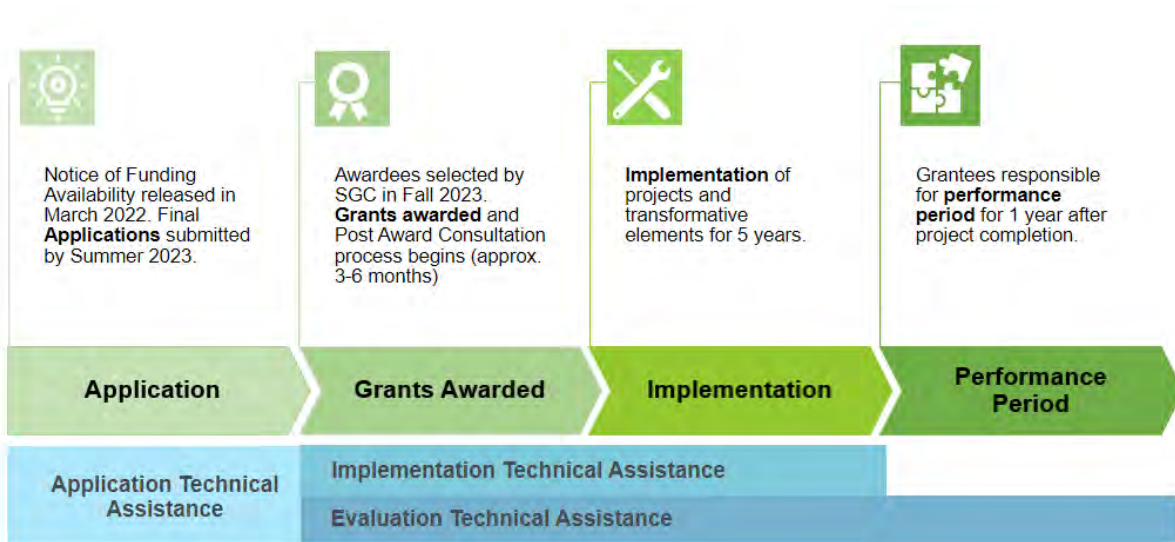 Notice of Funding
Availability released in
March 2022. Final
Applications submitted
by Summer 2023.
Awardees selected by
SGC in Fall 2023.
Grants awarded and
Post Award Consultation
process begins (approx.
3-6 months)
Implementation of
projects and
transformative
elements for 5 years.
Grantees responsible
for performance
period for 1 year after
project completion.
Application
Grants Awarded
Implementation
Performance
Period
Application Technical
Assistance
Implementation Technical Assistance
Evaluation Technical Assistance